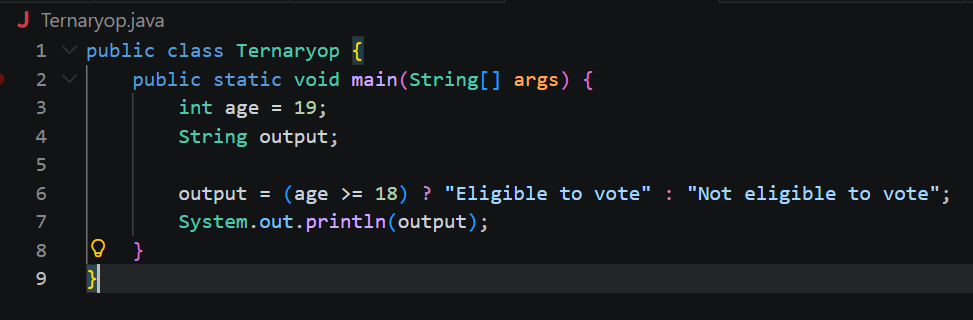 J Ternaryop.java
1 public class Ternaryop {
2     public static void main(String[] args) {
3         int age = 19;
4         String output;
5
6         output = (age >= 18) ? "Eligible to vote" : "Not eligible to vote";
7         System.out.println(output);
8     }
9 }